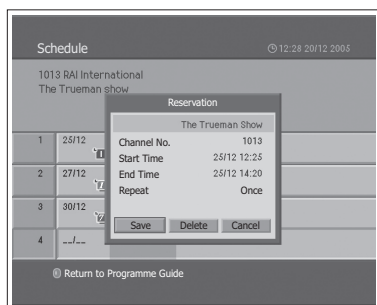 Schedule
12:28 20/12 2005
1013 RAI International
The Trueman show
Reservation
The Trueman Show
Channel No. 1013
Start Time 25/12 12:25
End Time 25/12 14:20
Repeat Once
Save Delete Cancel
1 25/12
2 27/12
3 30/12
4 --/--
Return to Programme Guide